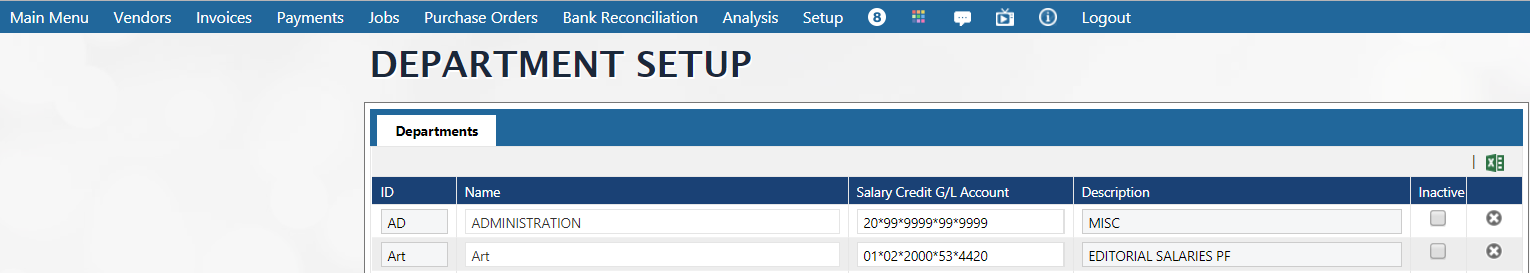 Main Menu Vendors Invoices Payments Jobs Purchase Orders Bank Reconciliation Analysis Setup 8 Logout
DEPARTMENT SETUP
Departments
ID Name Salary Credit G/L Account Description Inactive
AD ADMINISTRATION 20*99*9999*99*9999 MISC
Art Art 01*02*2000*53*4420 EDITORIAL SALARIES PF